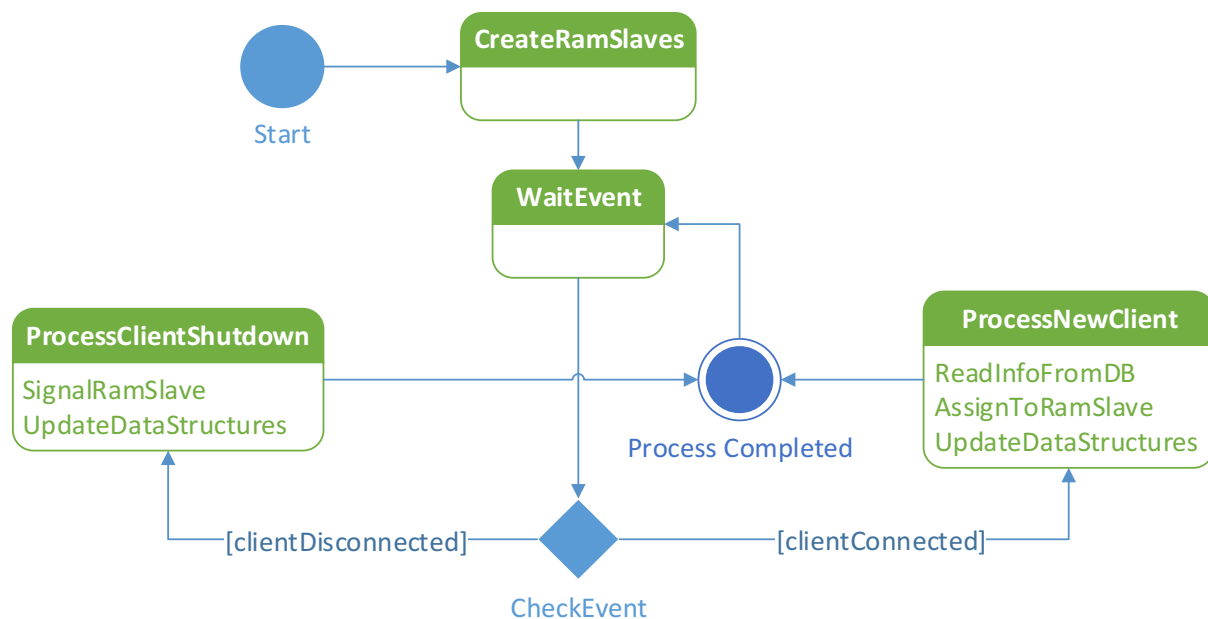 CreateRamSlaves
Start
WaitEvent
ProcessClientShutdown
SignalRamSlave
UpdateDataStructures
ProcessNewClient
ReadInfoFromDB
AssignToRamSlave
UpdateDataStructures
Process Completed
[clientDisconnected]
[clientConnected]
CheckEvent